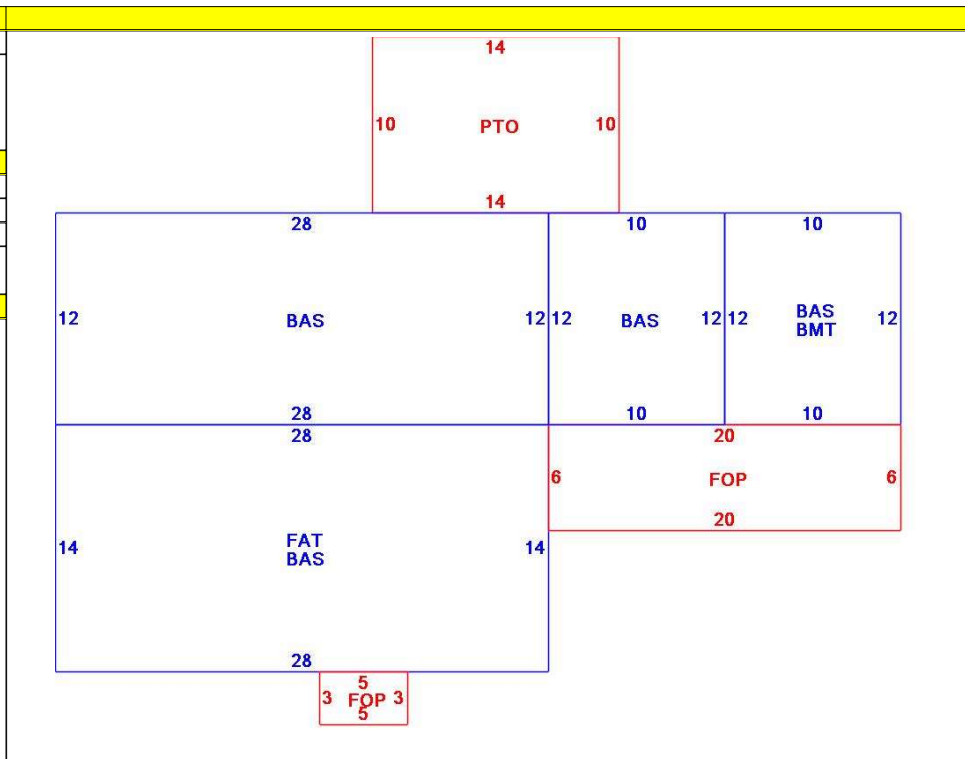 14
10 PTO 10
14
28 10 10
12 BAS 12 12 BAS 12 12 BAS BMT 12
28 10 10
28 20
6 FOP 6
20
14 FAT BAS 14
28
5
3 FOP 3
5